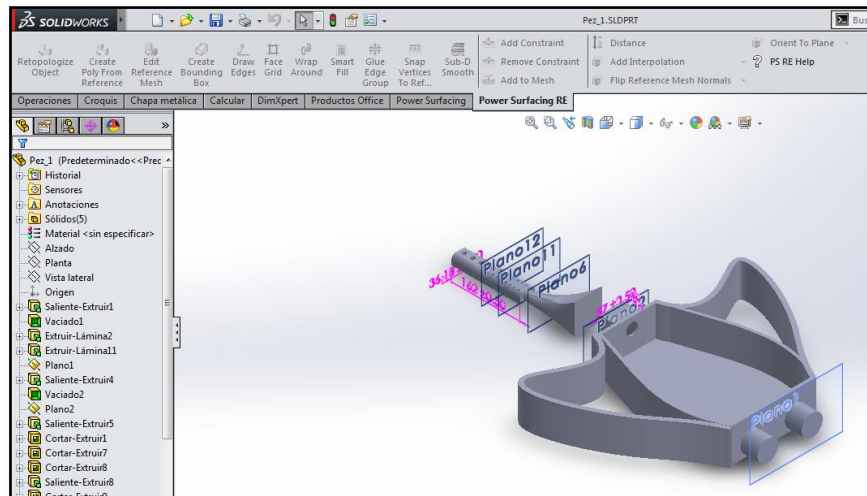 SOLIDWORKS
Pez_1.SLDPRT
Bus
Retopologize Object
Create Poly From Reference
Edit Reference Mesh
Create Bounding Box
Draw Edges
Face Grid
Wrap Around
Smart Fill
Glue Edge Group
Snap Vertices To Ref...
Sub-D Smooth
Add Constraint
Remove Constraint
Add to Mesh
Distance
Add Interpolation
Flip Reference Mesh Normals
Orient To Plane
PS RE Help
Operaciones Croquis Chapa metálica Calcular DimXpert Productos Office Power Surfacing Power Surfacing RE
Pez_1 (Predeterminado<<Prec
Historial
Sensores
Anotaciones
Sólidos(5)
Material <sin especificar>
Alzado
Planta
Vista lateral
Origen
Saliente-Extruir1
Vaciado1
Extruir-Lámina2
Extruir-Lámina11
Plano1
Saliente-Extruir4
Vaciado2
Plano2
Saliente-Extruir5
Cortar-Extruir1
Cortar-Extruir7
Cortar-Extruir8
Saliente-Extruir8
Plano12
Plano11
Plano6
Plano1